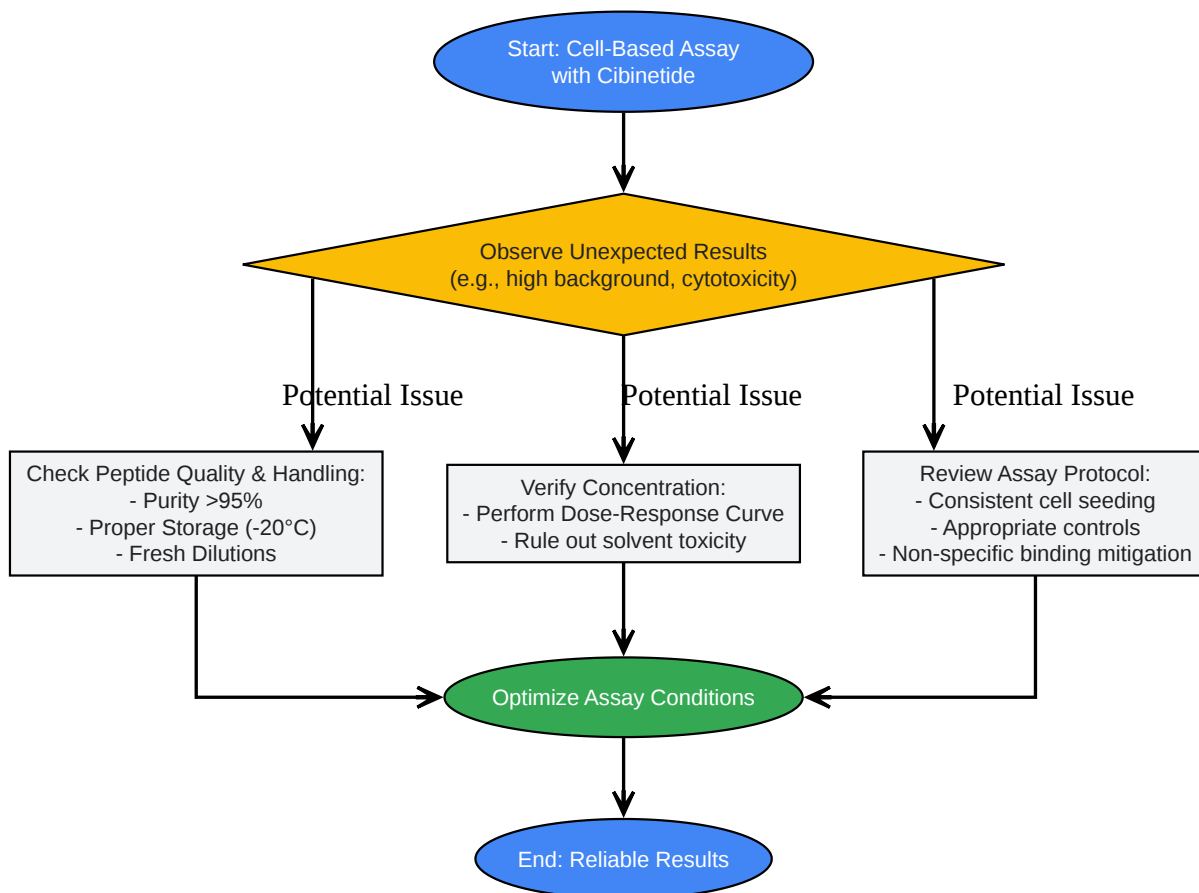 Start: Cell-Based Assay
with Cibinetide
Observe Unexpected Results
(e.g., high background, cytotoxicity)
Potential Issue
Potential Issue
Potential Issue
Check Peptide Quality & Handling:
- Purity >95%
- Proper Storage (-20°C)
- Fresh Dilutions
Verify Concentration:
- Perform Dose-Response Curve
- Rule out solvent toxicity
Review Assay Protocol:
- Consistent cell seeding
- Appropriate controls
- Non-specific binding mitigation
Optimize Assay Conditions
End: Reliable Results